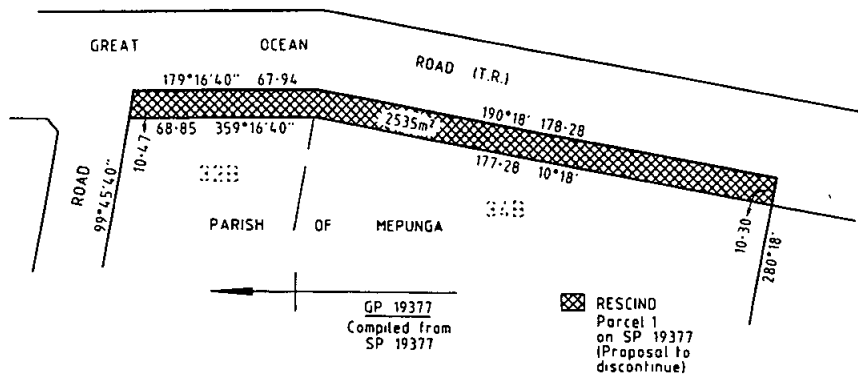 GREAT OCEAN ROAD (T.R.)
179°16'40" 67·94
190°18' 178·28
2535m²
68·85 359°16'40"
177·28 10°18'
10·47
ROAD
99°45'40"
33B
34B
10·30
280°18'
PARISH OF MEPUNGA
GP 19377
Compiled from
SP 19377
RESCIND
Parcel 1
on SP 19377
(Proposal to
discontinue)